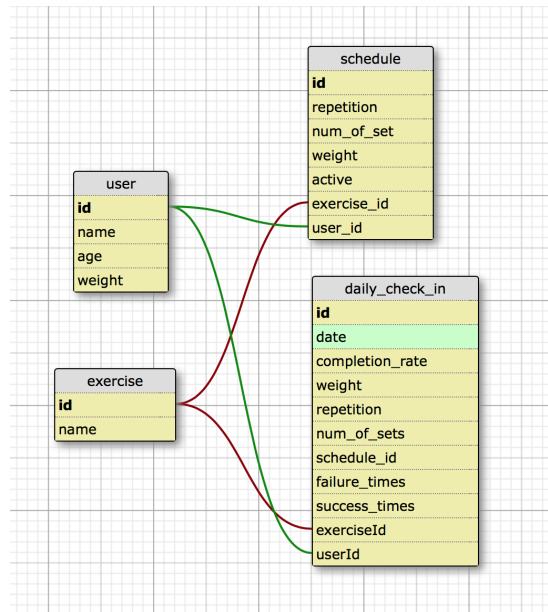 schedule
id
repetition
num_of_set
weight
active
exercise_id
user_id
user
id
name
age
weight
daily_check_in
id
date
completion_rate
weight
repetition
num_of_sets
schedule_id
failure_times
success_times
exerciseId
userId
exercise
id
name